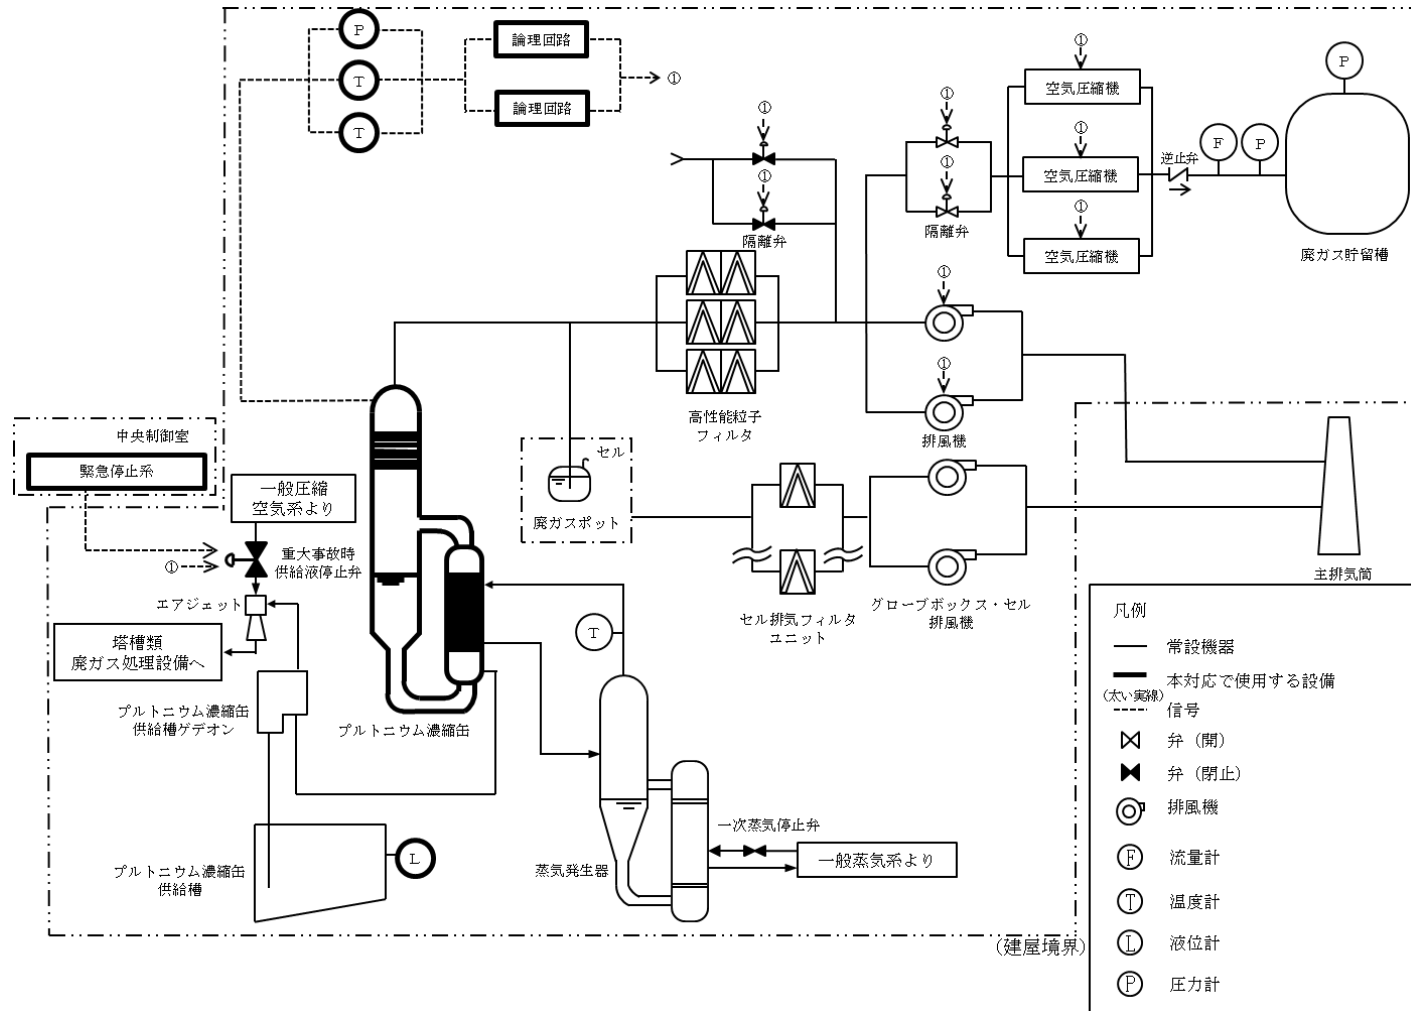 P
T
T
論理回路
論理回路
①
①
①
隔離弁
①
①
隔離弁
①
空気圧縮機
①
空気圧縮機
①
空気圧縮機
逆止弁
F
P
P
廃ガス貯留槽
①
①
排風機
高性能粒子
フィルタ
中央制御室
緊急停止系
一般圧縮
空気系より
重大事故時
供給液停止弁
①
エアジェット
塔槽類
廃ガス処理設備へ
プルトニウム濃縮缶
供給槽ゲデオン
プルトニウム濃縮缶
セル
廃ガスポット
セル排気フィルタ
ユニット
グローブボックス・セル
排風機
主排気筒
T
プルトニウム濃縮缶
供給槽
L
蒸気発生器
一次蒸気停止弁
一般蒸気系より
(建屋境界)
凡例
常設機器
本対応で使用する設備
(太い実線)
信号
弁（開）
弁（閉止）
排風機
F 流量計
T 温度計
L 液位計
P 圧力計